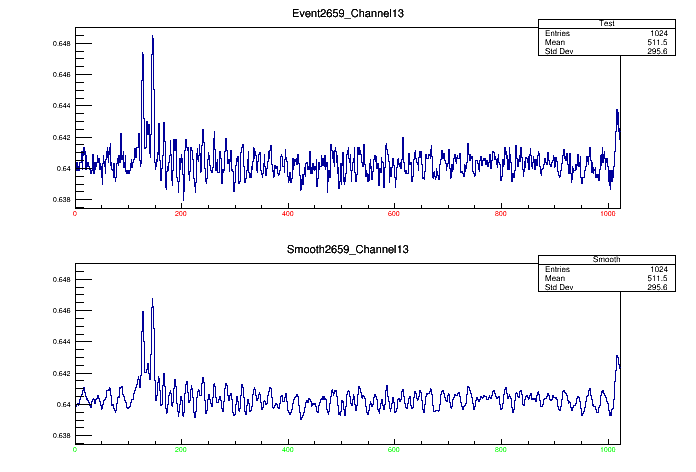 Event2659_Channel13
Test
Entries 1024
Mean 511.5
Std Dev 295.6
0.648
0.646
0.644
0.642
0.64
0.638
0 200 400 600 800 1000
Smooth2659_Channel13
Smooth
Entries 1024
Mean 511.5
Std Dev 295.6
0.648
0.646
0.644
0.642
0.64
0.638
0 200 400 600 800 1000